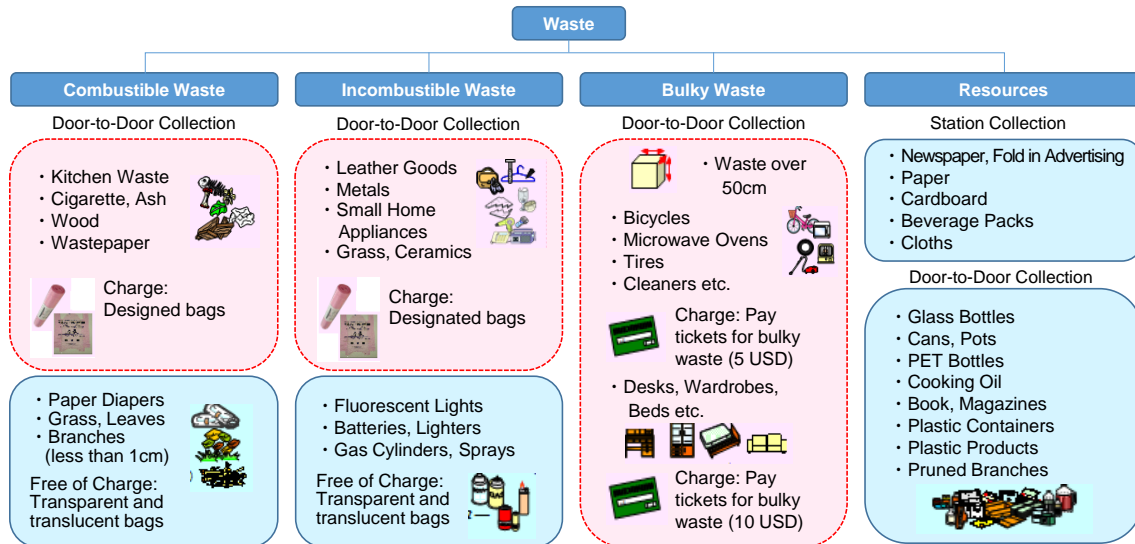 Waste
Combustible Waste
Door-to-Door Collection
・Kitchen Waste
・Cigarette, Ash
・Wood
・Wastepaper
Charge:
Designed bags
・Paper Diapers
・Grass, Leaves
・Branches
(less than 1cm)
Free of Charge:
Transparent and
translucent bags
Incombustible Waste
Door-to-Door Collection
・Leather Goods
・Metals
・Small Home
Appliances
・Grass, Ceramics
Charge:
Designated bags
・Fluorescent Lights
・Batteries, Lighters
・Gas Cylinders, Sprays
Free of Charge:
Transparent and
translucent bags
Bulky Waste
Door-to-Door Collection
・Waste over
50cm
・Bicycles
・Microwave Ovens
・Tires
・Cleaners etc.
Charge: Pay
tickets for bulky
waste (5 USD)
・Desks, Wardrobes,
Beds etc.
Charge: Pay
tickets for bulky
waste (10 USD)
Resources
Station Collection
・Newspaper, Fold in Advertising
・Paper
・Cardboard
・Beverage Packs
・Cloths
Door-to-Door Collection
・Glass Bottles
・Cans, Pots
・PET Bottles
・Cooking Oil
・Book, Magazines
・Plastic Containers
・Plastic Products
・Pruned Branches